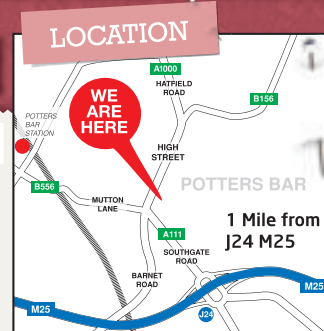 LOCATION
A1000
HATFIELD
ROAD
B156
WE
ARE
HERE
POTTERS
BAR
STATION
HIGH
STREET
POTTERS BAR
B556
MUTTON
LANE
1 Mile from
J24 M25
A111
SOUTHGATE
ROAD
BARNET
ROAD
M25
M25
J24